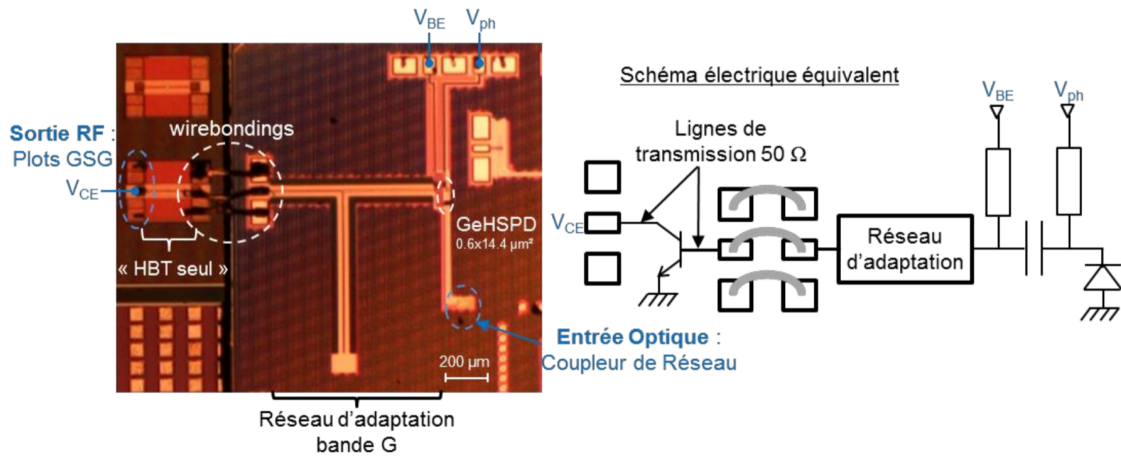 V_BE V_ph
Sortie RF :
Plots GSG
V_CE
wirebondings
« HBT seul »
GeHSPD
0.6x14.4 µm²
Entrée Optique :
Coupleur de Réseau
200 µm
Réseau d'adaptation
bande G
Schéma électrique équivalent
V_BE V_ph
Lignes de
transmission 50 Ω
V_CE
Réseau
d'adaptation